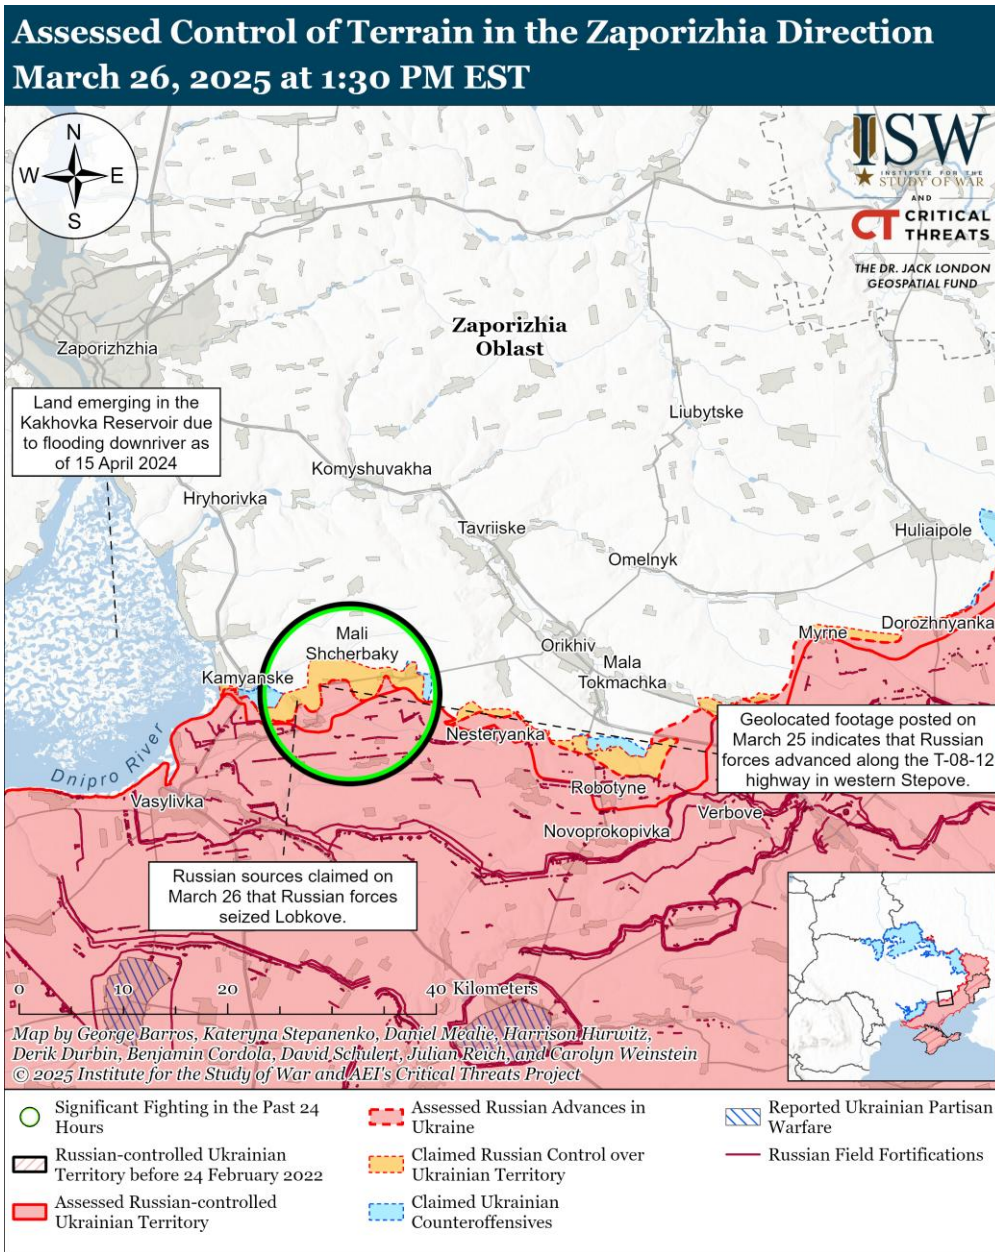 Assessed Control of Terrain in the Zaporizhia Direction
March 26, 2025 at 1:30 PM EST
N
W E
S
ISW
INSTITUTE FOR THE
STUDY OF WAR
AND
CT CRITICAL
THREATS
THE DR. JACK LONDON
GEOSPATIAL FUND
Zaporizhia
Oblast
Zaporizhzhia
Land emerging in the
Kakhovka Reservoir due
to flooding downriver as
of 15 April 2024
Liubytske
Komyshuvakha
Hryhorivka
Tavriiske
Huliaipole
Omelnyk
Mali
Shcherbaky
Myrne
Dorozhnyanka
Orikhiv
Mala
Tokmachka
Kamyanske
Nesteryanka
Geolocated footage posted on
March 25 indicates that Russian
forces advanced along the T-08-12
highway in western Stepove.
Dnipro River
Vasylivka
Robotyne
Verbove
Novoprokopivka
Russian sources claimed on
March 26 that Russian forces
seized Lobkove.
0 10 20 40 Kilometers
Map by George Barros, Kateryna Stepanenko, Daniel Mealie, Harrison Hurwitz,
Derik Durbin, Benjamin Cordola, David Schulert, Julian Reich, and Carolyn Weinstein
© 2025 Institute for the Study of War and AEI's Critical Threats Project
Significant Fighting in the Past 24
Hours
Russian-controlled Ukrainian
Territory before 24 February 2022
Assessed Russian-controlled
Ukrainian Territory
Assessed Russian Advances in
Ukraine
Claimed Russian Control over
Ukrainian Territory
Claimed Ukrainian
Counteroffensives
Reported Ukrainian Partisan
Warfare
Russian Field Fortifications